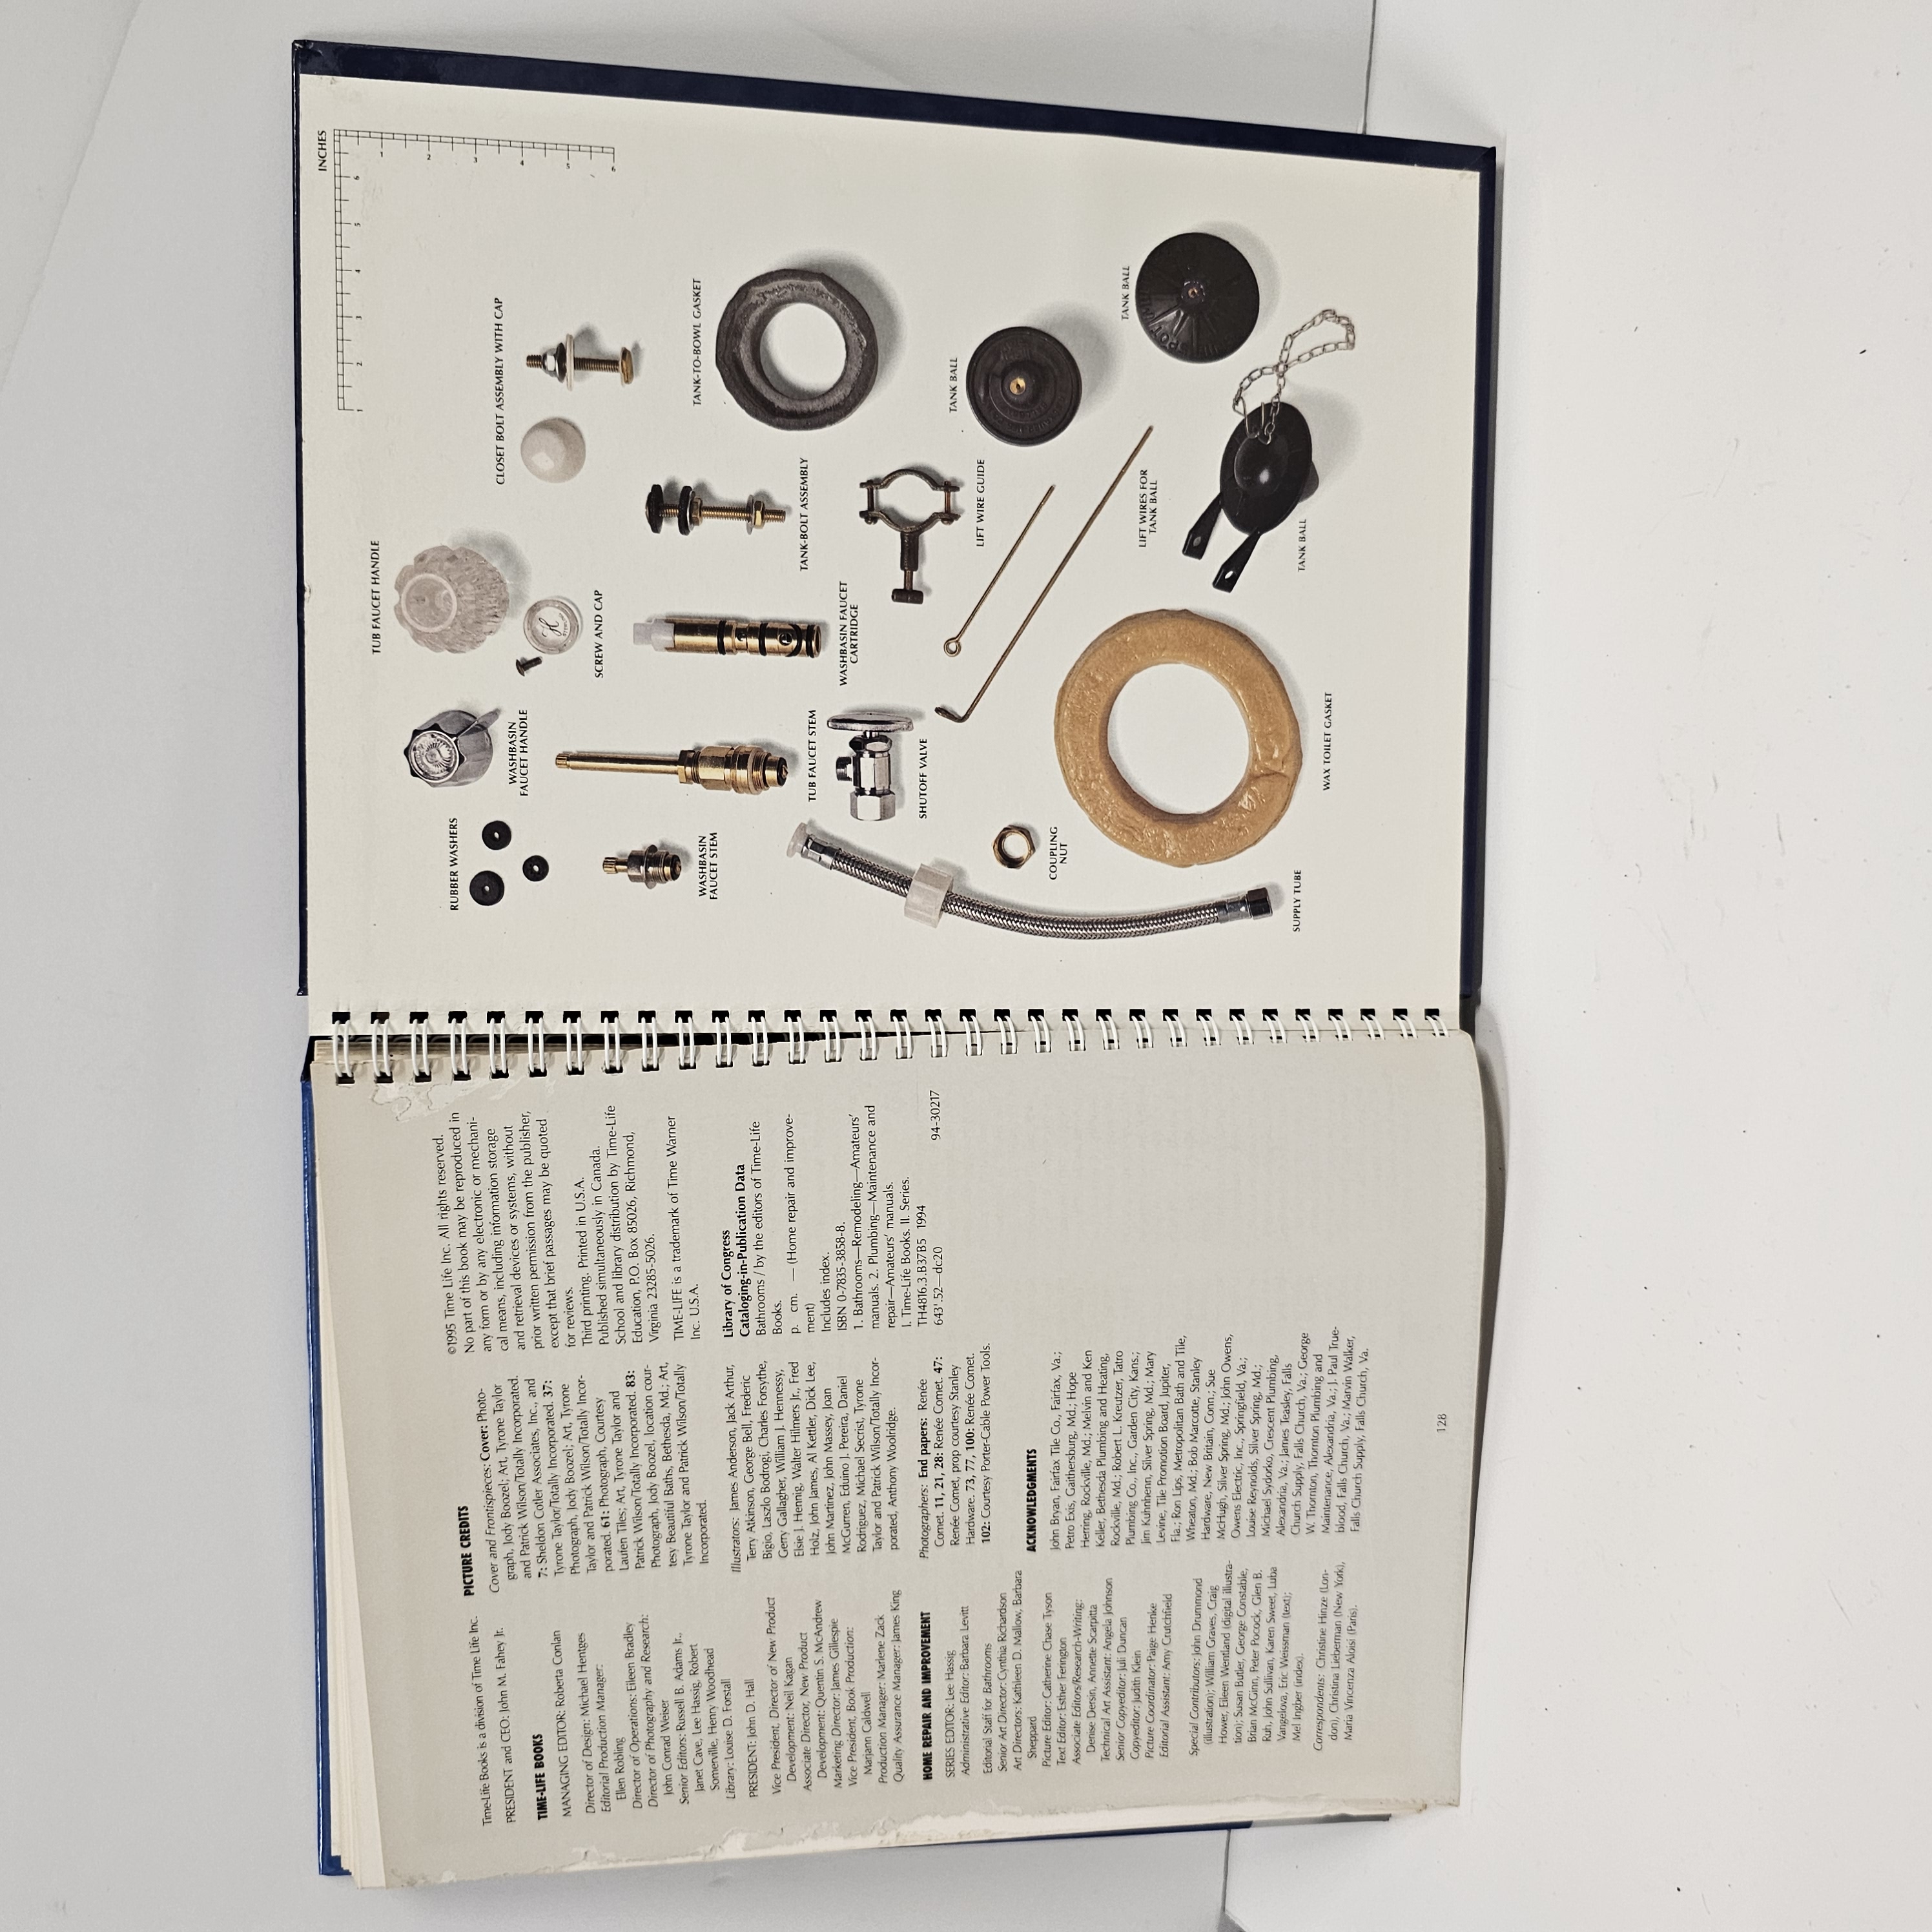 Time-Life Books is a division of Time Life Inc.
PRESIDENT and CEO: John M. Fahey Jr.
TIME-LIFE BOOKS
MANAGING EDITOR: Roberta Conlan
Director of Design: Michael Hentges
Editorial Production Manager:
Ellen Robling
Director of Operations: Eileen Bradley
Director of Photography and Research:
John Conrad Weiser
Senior Editors: Russell B. Adams Jr.,
Janet Cave, Lee Hassig, Robert
Somerville, Henry Woodhead
Library: Louise D. Forstall
PRESIDENT: John D. Hall
Vice President, Director of New Product
Development: Neil Kagan
Associate Director, New Product
Development: Quentin S. McAndrew
Marketing Director: James Gillespie
Vice President, Book Production:
Marjann Caldwell
Production Manager: Marlene Zack
Quality Assurance Manager: James King
HOME REPAIR AND IMPROVEMENT
SERIES EDITOR: Lee Hassig
Administrative Editor: Barbara Levitt
Editorial Staff for Bathrooms
Senior Art Director: Cynthia Richardson
Art Directors: Kathleen D. Mallow, Barbara
Sheppard
Picture Editor: Catherine Chase Tyson
Text Editor: Esther Ferington
Associate Editors/Research-Writing:
Denise Dersin, Annette Scarpitta
Technical Art Assistant: Angela Johnson
Senior Copyeditor: Juli Duncan
Copyeditor: Judith Klein
Picture Coordinator: Paige Henke
Editorial Assistant: Amy Crutchfield
Special Contributors: John Drummond
(illustration); William Graves, Craig
Hower, Eileen Wentland (digital illustra-
tion); Susan Butler, George Constable,
Brian McGinn, Peter Pocock, Glen B.
Ruh, John Sullivan, Karen Sweet, Luba
Vangelova, Eric Weissman (text);
Mel Ingber (index).
Correspondents: Christine Hinze (Lon-
don), Christina Lieberman (New York),
Maria Vincenza Aloisi (Paris).
PICTURE CREDITS
Cover and Frontispieces: Cover: Photo-
graph, Jody Boozel; Art, Tyrone Taylor
and Patrick Wilson/Totally Incorporated.
7: Sheldon Cotler Associates, Inc., and
Tyrone Taylor/Totally Incorporated. 37:
Photograph, Jody Boozel; Art, Tyrone
Taylor and Patrick Wilson/Totally Incor-
porated. 61: Photograph, Courtesy
Laufen Tiles; Art, Tyrone Taylor and
Patrick Wilson/Totally Incorporated. 83:
Photograph, Jody Boozel, location cour-
tesy Beautiful Baths, Bethesda, Md.; Art,
Tyrone Taylor and Patrick Wilson/Totally
Incorporated.
Illustrators: James Anderson, Jack Arthur,
Terry Atkinson, George Bell, Frederic
Bigio, Laszlo Bodrogi, Charles Forsythe,
Gerry Gallagher, William J. Hennessy,
Elsie J. Hennig, Walter Hilmers Jr., Fred
Holz, John James, Al Kettler, Dick Lee,
John Martinez, John Massey, Joan
McGurren, Eduino J. Pereira, Daniel
Rodriguez, Michael Secrist, Tyrone
Taylor and Patrick Wilson/Totally Incor-
porated, Anthony Woolridge.
Photographers: End papers: Renée
Comet. 11, 21, 28: Renée Comet. 47:
Renée Comet, prop courtesy Stanley
Hardware. 73, 77, 100: Renée Comet.
102: Courtesy Porter-Cable Power Tools.
ACKNOWLEDGMENTS
John Bryan, Fairfax Tile Co., Fairfax, Va.;
Petro Exis, Gaithersburg, Md.; Hope
Herring, Rockville, Md.; Melvin and Ken
Keller, Bethesda Plumbing and Heating,
Rockville, Md.; Robert L. Kreutzer, Tatro
Plumbing Co., Inc., Garden City, Kans.;
Jim Kuhnhenn, Silver Spring, Md.; Mary
Levine, Tile Promotion Board, Jupiter,
Fla.; Ron Lips, Metropolitan Bath and Tile,
Wheaton, Md.; Bob Marcotte, Stanley
Hardware, New Britain, Conn.; Sue
McHugh, Silver Spring, Md.; John Owens,
Owens Electric, Inc., Springfield, Va.;
Louise Reynolds, Silver Spring, Md.;
Michael Sydorko, Crescent Plumbing,
Alexandria, Va.; James Teasley, Falls
Church Supply, Falls Church, Va.; George
W. Thornton, Thornton Plumbing and
Maintenance, Alexandria, Va.; J. Paul True-
blood, Falls Church, Va.; Marvin Walker,
Falls Church Supply, Falls Church, Va.
©1995 Time Life Inc. All rights reserved.
No part of this book may be reproduced in
any form or by any electronic or mechani-
cal means, including information storage
and retrieval devices or systems, without
prior written permission from the publisher,
except that brief passages may be quoted
for reviews.
Third printing. Printed in U.S.A.
Published simultaneously in Canada.
School and library distribution by Time-Life
Education, P.O. Box 85026, Richmond,
Virginia 23285-5026.
TIME-LIFE is a trademark of Time Warner
Inc. U.S.A.
Library of Congress
Cataloging-in-Publication Data
Bathrooms / by the editors of Time-Life
Books.
p. cm. — (Home repair and improve-
ment)
Includes index.
ISBN 0-7835-3858-8.
1. Bathrooms—Remodeling—Amateurs'
manuals. 2. Plumbing—Maintenance and
repair—Amateurs' manuals.
I. Time-Life Books. II. Series.
TH4816.3.B37B5 1994
643'.52—dc20 94-30217
128
INCHES
1 2 3 4 5 6
1
2
3
4
5
6
TUB FAUCET HANDLE
RUBBER WASHERS
WASHBASIN
FAUCET HANDLE
CLOSET BOLT ASSEMBLY WITH CAP
H
STERLING
SCREW AND CAP
WASHBASIN
FAUCET STEM
TANK-TO-BOWL GASKET
TUB FAUCET STEM
TANK-BOLT ASSEMBLY
WASHBASIN FAUCET
CARTRIDGE
SHUTOFF VALVE
LIFT WIRE GUIDE
TANK BALL
COUPLING
NUT
LIFT WIRES FOR
TANK BALL
TANK BALL
SUPPLY TUBE
TANK BALL
WAX TOILET GASKET